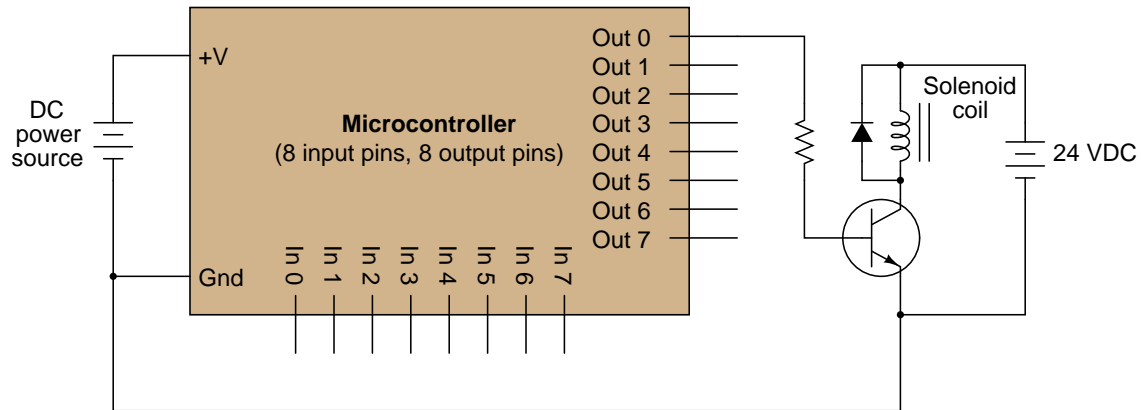 +V
DC
power
source
Microcontroller
(8 input pins, 8 output pins)
Gnd
In 0
In 1
In 2
In 3
In 4
In 5
In 6
In 7
Out 0
Out 1
Out 2
Out 3
Out 4
Out 5
Out 6
Out 7
Solenoid
coil
24 VDC